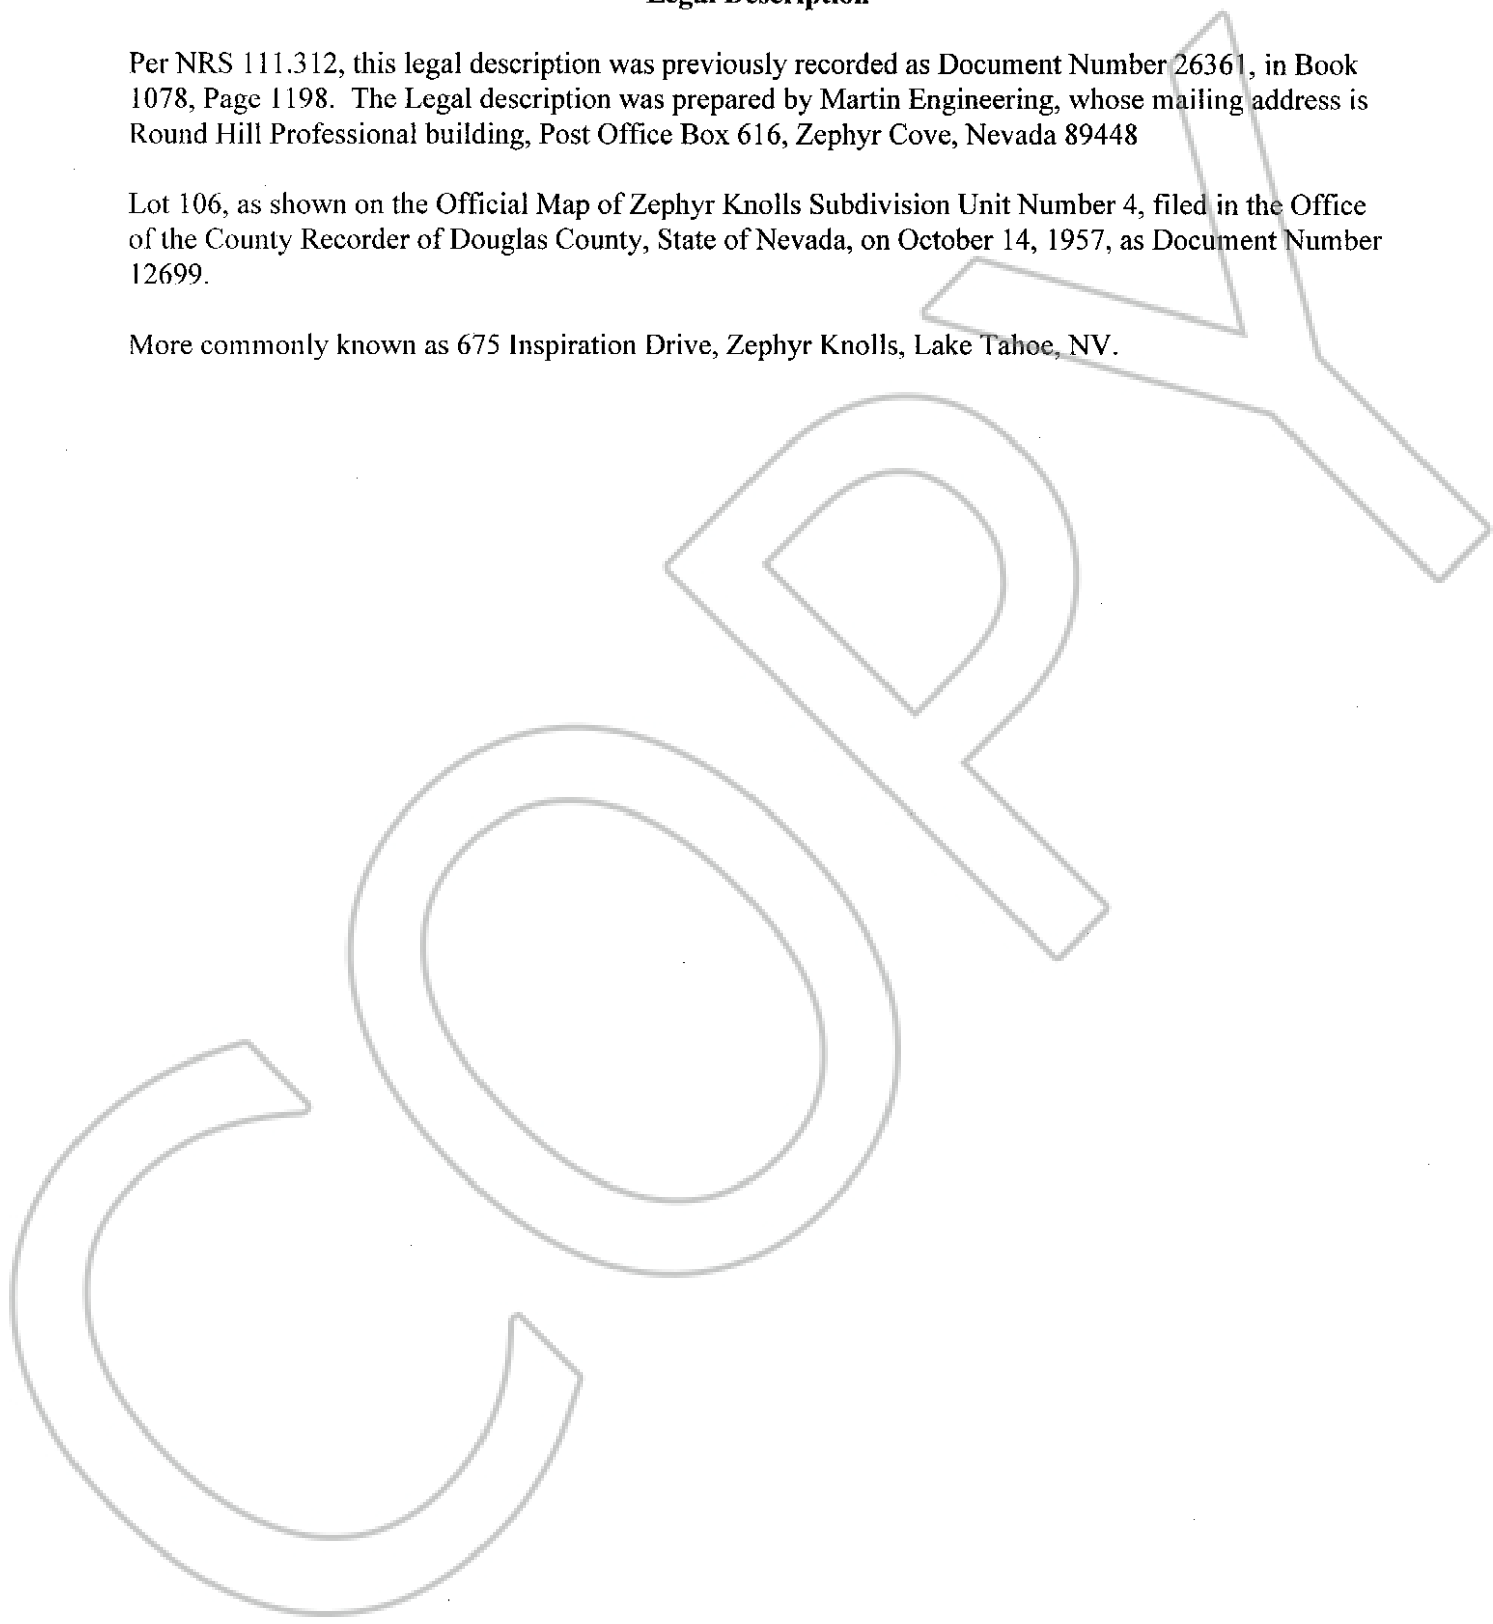 Legal Description
Per NRS 111.312, this legal description was previously recorded as Document Number 26361, in Book
1078, Page 1198. The Legal description was prepared by Martin Engineering, whose mailing address is
Round Hill Professional building, Post Office Box 616, Zephyr Cove, Nevada 89448
Lot 106, as shown on the Official Map of Zephyr Knolls Subdivision Unit Number 4, filed in the Office
of the County Recorder of Douglas County, State of Nevada, on October 14, 1957, as Document Number
12699.
More commonly known as 675 Inspiration Drive, Zephyr Knolls, Lake Tahoe, NV.
COPY